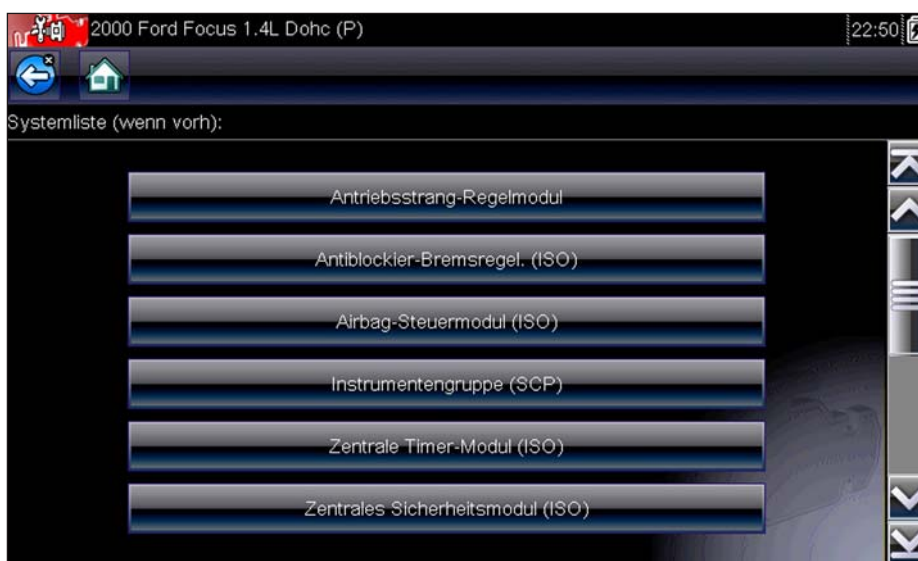 2000 Ford Focus 1.4L Dohc (P)
22:50
Systemliste (wenn vorh):
Antriebsstrang-Regelmodul
Antiblockier-Bremsregel. (ISO)
Airbag-Steuermodul (ISO)
Instrumentengruppe (SCP)
Zentrale Timer-Modul (ISO)
Zentrales Sicherheitsmodul (ISO)